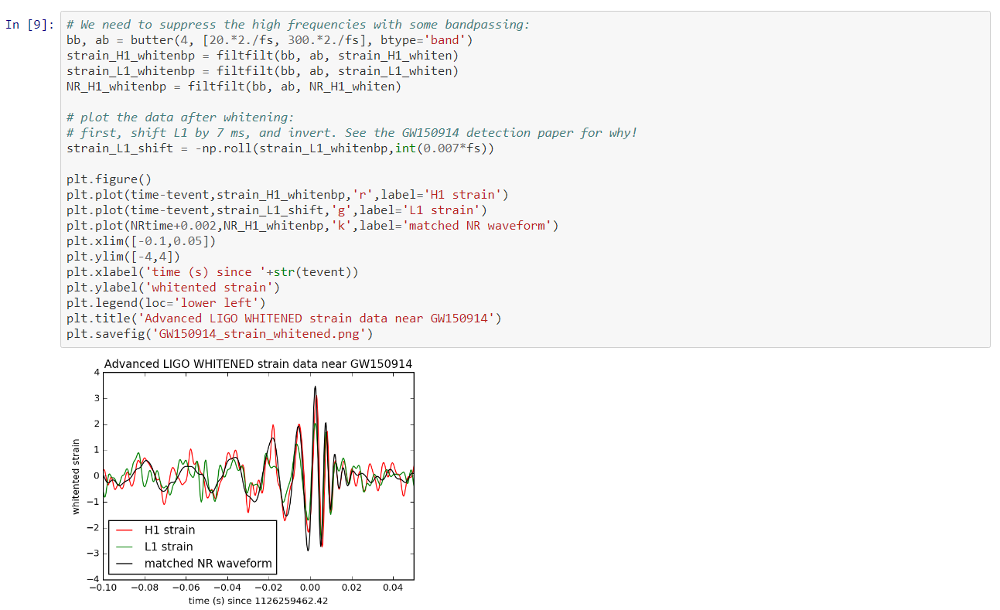 In [9]:
# We need to suppress the high frequencies with some bandpassing:
bb, ab = butter(4, [20.*2./fs, 300.*2./fs], btype='band')
strain_H1_whitenbp = filtfilt(bb, ab, strain_H1_whiten)
strain_L1_whitenbp = filtfilt(bb, ab, strain_L1_whiten)
NR_H1_whitenbp = filtfilt(bb, ab, NR_H1_whiten)
# plot the data after whitening:
# first, shift L1 by 7 ms, and invert. See the GW150914 detection paper for why!
strain_L1_shift = -np.roll(strain_L1_whitenbp,int(0.007*fs))
plt.figure()
plt.plot(time-tevent,strain_H1_whitenbp,'r',label='H1 strain')
plt.plot(time-tevent,strain_L1_shift,'g',label='L1 strain')
plt.plot(NRtime+0.002,NR_H1_whitenbp,'k',label='matched NR waveform')
plt.xlim([-0.1,0.05])
plt.ylim([-4,4])
plt.xlabel('time (s) since '+str(tevent))
plt.ylabel('whitented strain')
plt.legend(loc='lower left')
plt.title('Advanced LIGO WHITENED strain data near GW150914')
plt.savefig('GW150914_strain_whitened.png')
Advanced LIGO WHITENED strain data near GW150914
4
3
2
1
0
−1
−2
−3
−4
whitented strain
H1 strain
L1 strain
matched NR waveform
−0.10 −0.08 −0.06 −0.04 −0.02 0.00 0.02 0.04
time (s) since 1126259462.42